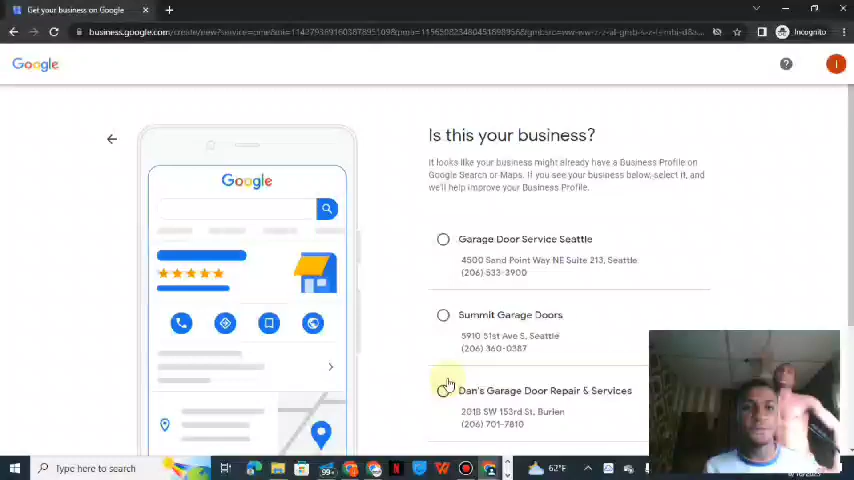 Get your business on Google
Incognito
Google
Is this your business?
It looks like your business might already have a Business Profile on
Google Search or Maps. If you see your business below, select it, and
we'll help improve your Business Profile.
Google
Garage Door Service Seattle
4500 Sand Point Way NE Suite 213, Seattle
(206) 533-3900
Summit Garage Doors
5910 51st Ave S, Seattle
(206) 360-0387
Dan's Garage Door Repair & Services
2018 SW 153rd St, Burien
(206) 701-7810
Type here to search
99+
62°F